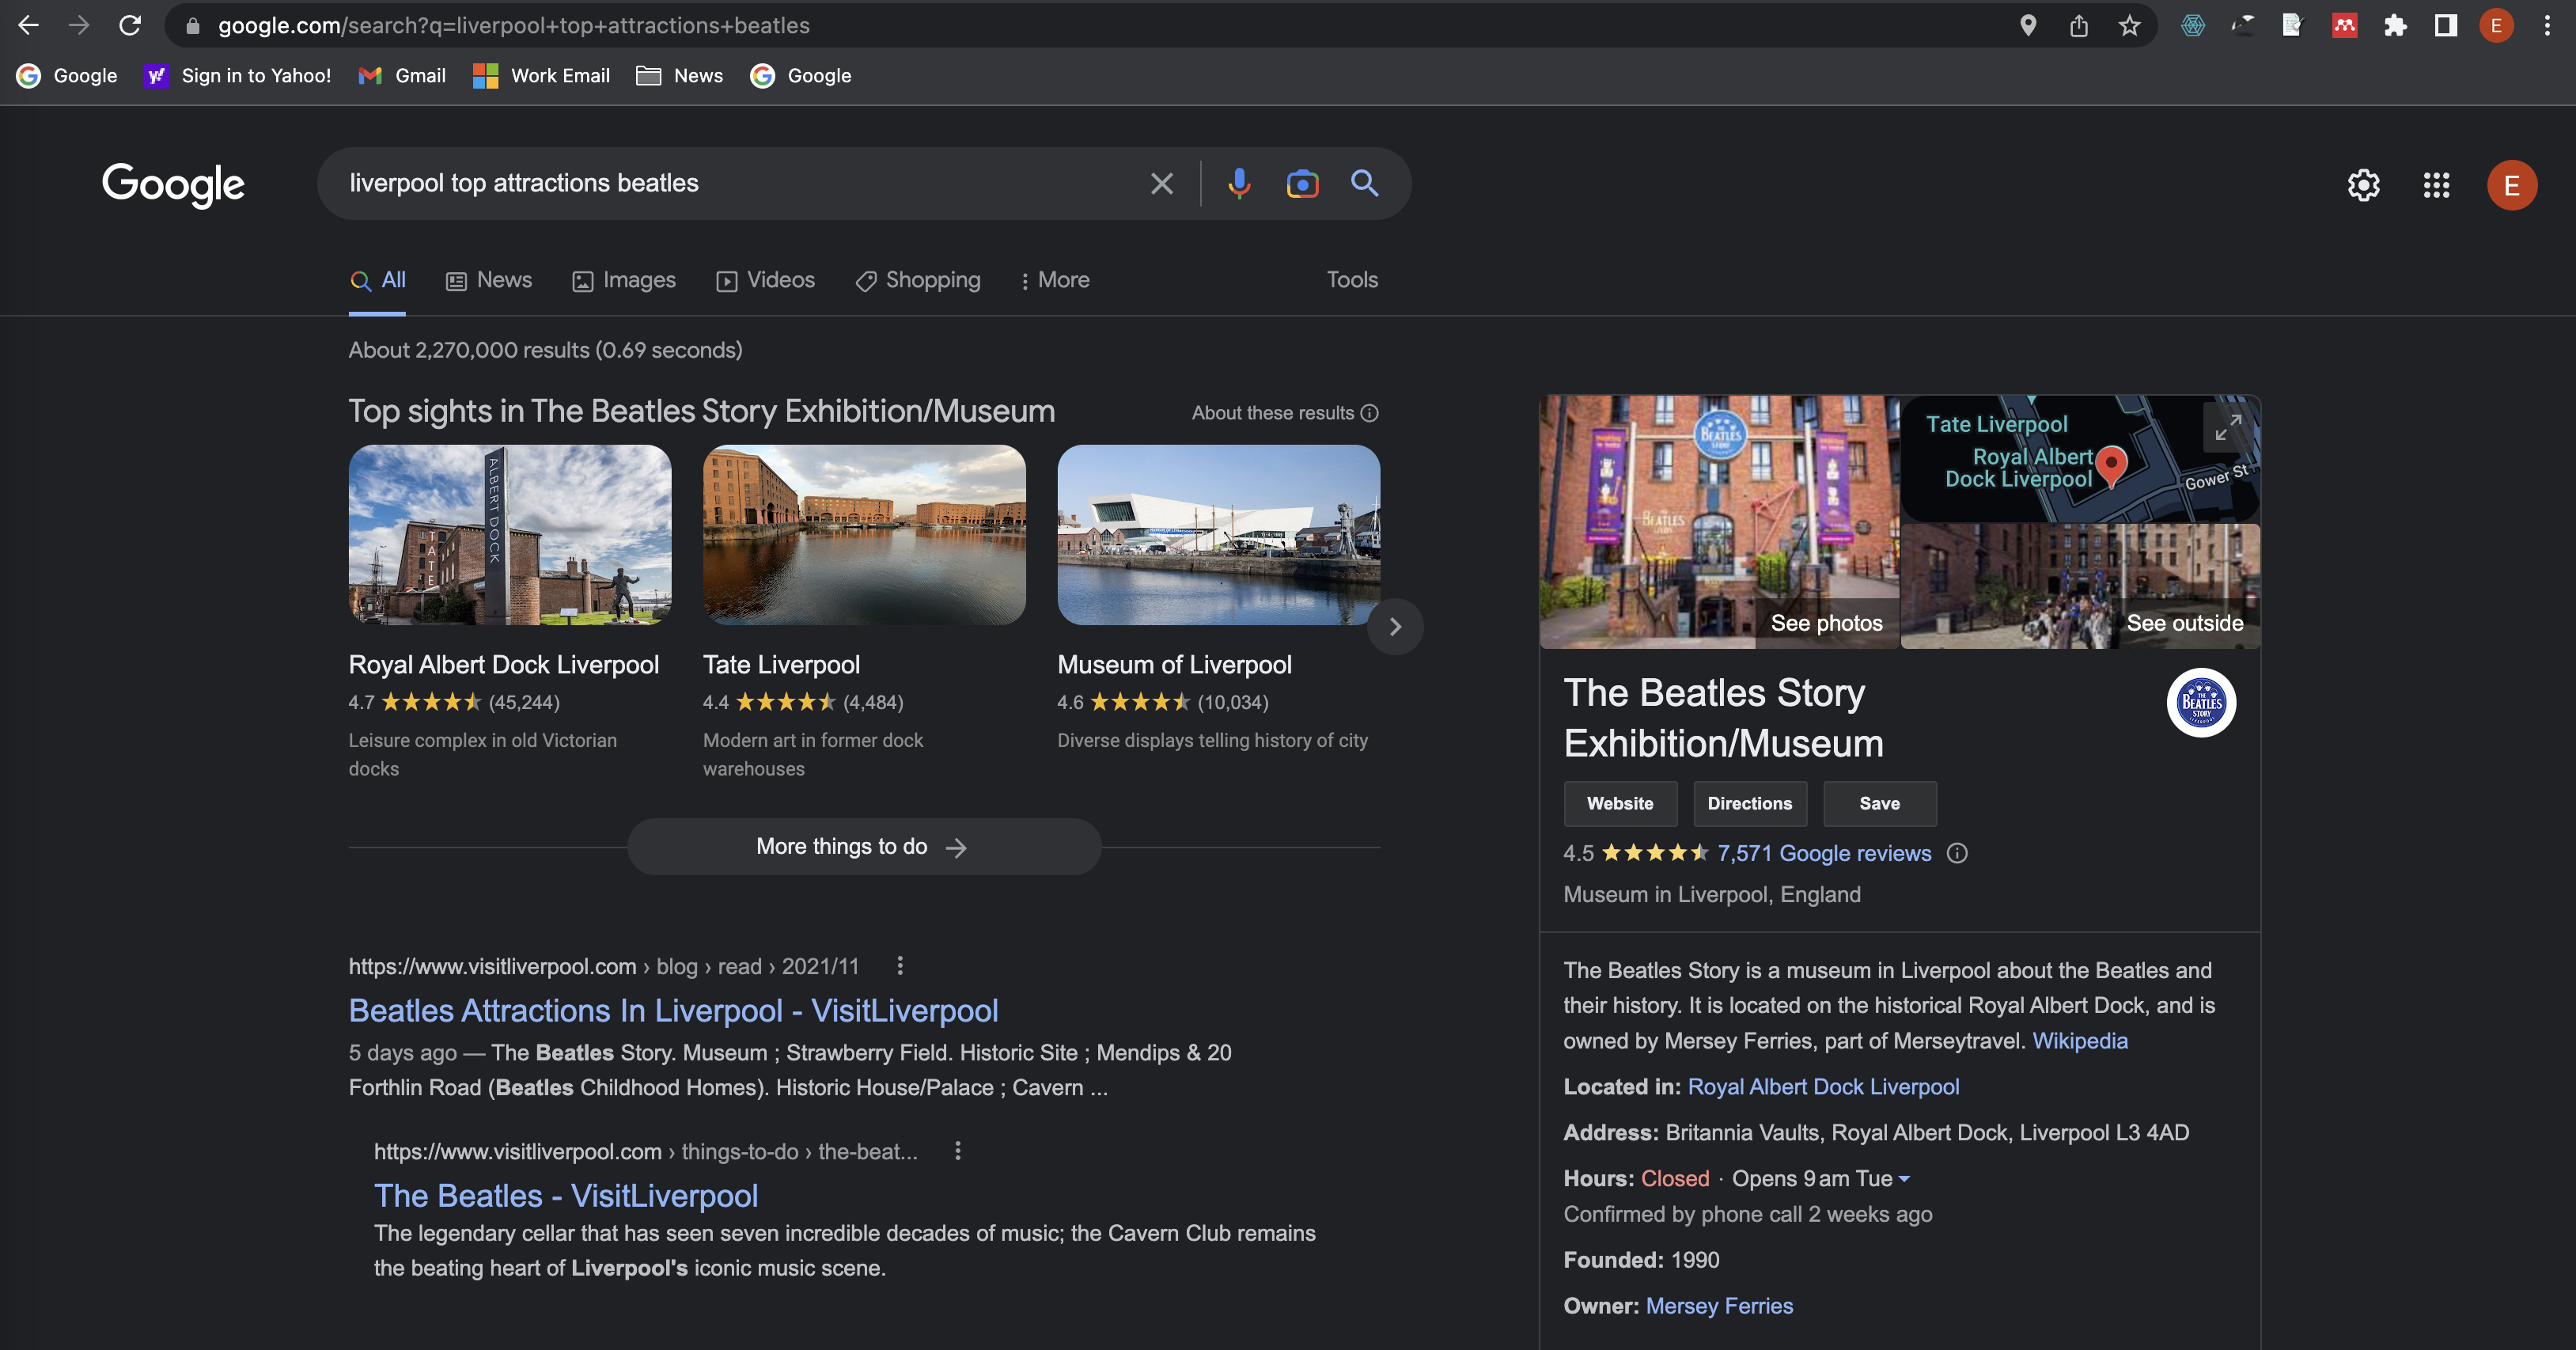 google.com/search?q=liverpool+top+attractions+beatles
E
Google
Sign in to Yahoo!
Gmail
Work Email
News
Google
Google
liverpool top attractions beatles
E
All
News
Images
Videos
Shopping
More
Tools
About 2,270,000 results (0.69 seconds)
Top sights in The Beatles Story Exhibition/Museum
About these results
ALBERT DOCK
TATE
Royal Albert Dock Liverpool
4.7 (45,244)
Leisure complex in old Victorian
docks
Tate Liverpool
4.4 (4,484)
Modern art in former dock
warehouses
Museum of Liverpool
4.6 (10,034)
Diverse displays telling history of city
More things to do
https://www.visitliverpool.com › blog › read › 2021/11
Beatles Attractions In Liverpool - VisitLiverpool
5 days ago — The Beatles Story. Museum ; Strawberry Field. Historic Site ; Mendips & 20
Forthlin Road (Beatles Childhood Homes). Historic House/Palace ; Cavern ...
https://www.visitliverpool.com › things-to-do › the-beat...
The Beatles - VisitLiverpool
The legendary cellar that has seen seven incredible decades of music; the Cavern Club remains
the beating heart of Liverpool's iconic music scene.
BEATLES
STORY
BEATLES
STORY
See photos
Tate Liverpool
Royal Albert
Dock Liverpool
Gower St
See outside
The Beatles Story
Exhibition/Museum
THE
BEATLES
STORY
LIVERPOOL
Website
Directions
Save
4.5 7,571 Google reviews
Museum in Liverpool, England
The Beatles Story is a museum in Liverpool about the Beatles and
their history. It is located on the historical Royal Albert Dock, and is
owned by Mersey Ferries, part of Merseytravel. Wikipedia
Located in: Royal Albert Dock Liverpool
Address: Britannia Vaults, Royal Albert Dock, Liverpool L3 4AD
Hours: Closed · Opens 9 am Tue
Confirmed by phone call 2 weeks ago
Founded: 1990
Owner: Mersey Ferries